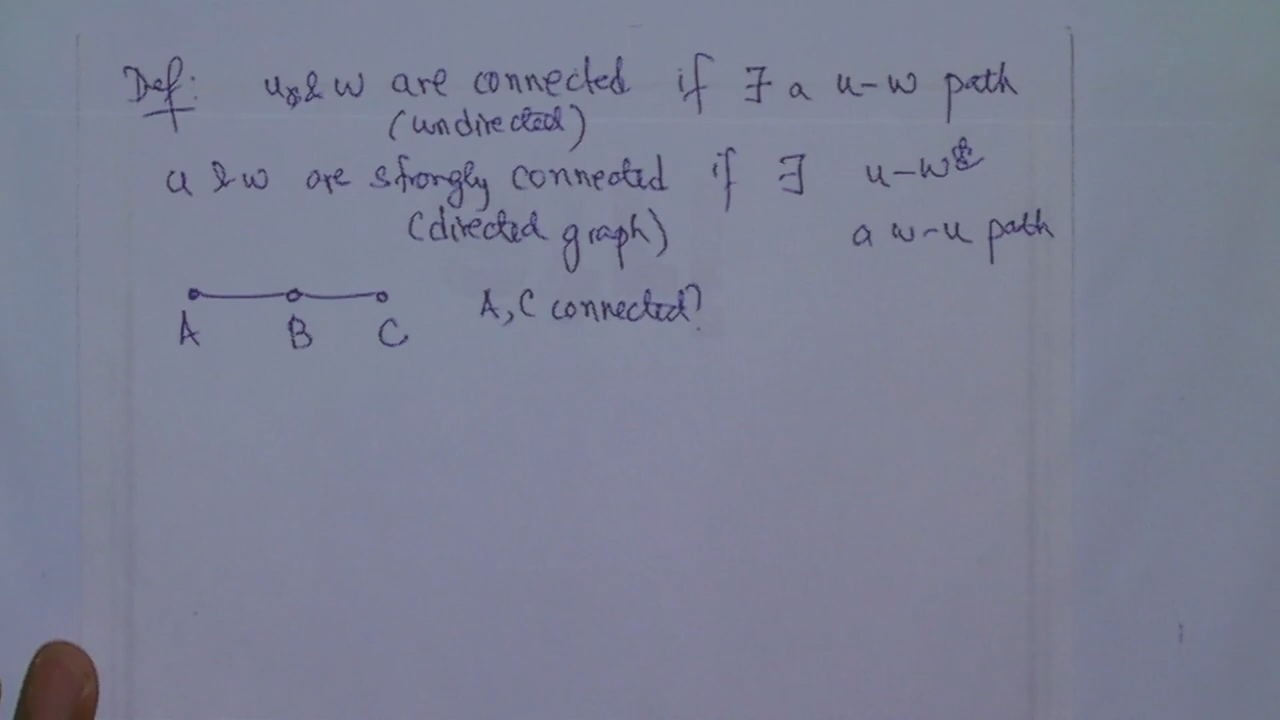 Def: u & w are connected if ∃ a u-w path
(undirected)
u & w are strongly connected if ∃ u-w &
(directed graph) a w-u path
A, C connected?
A B C